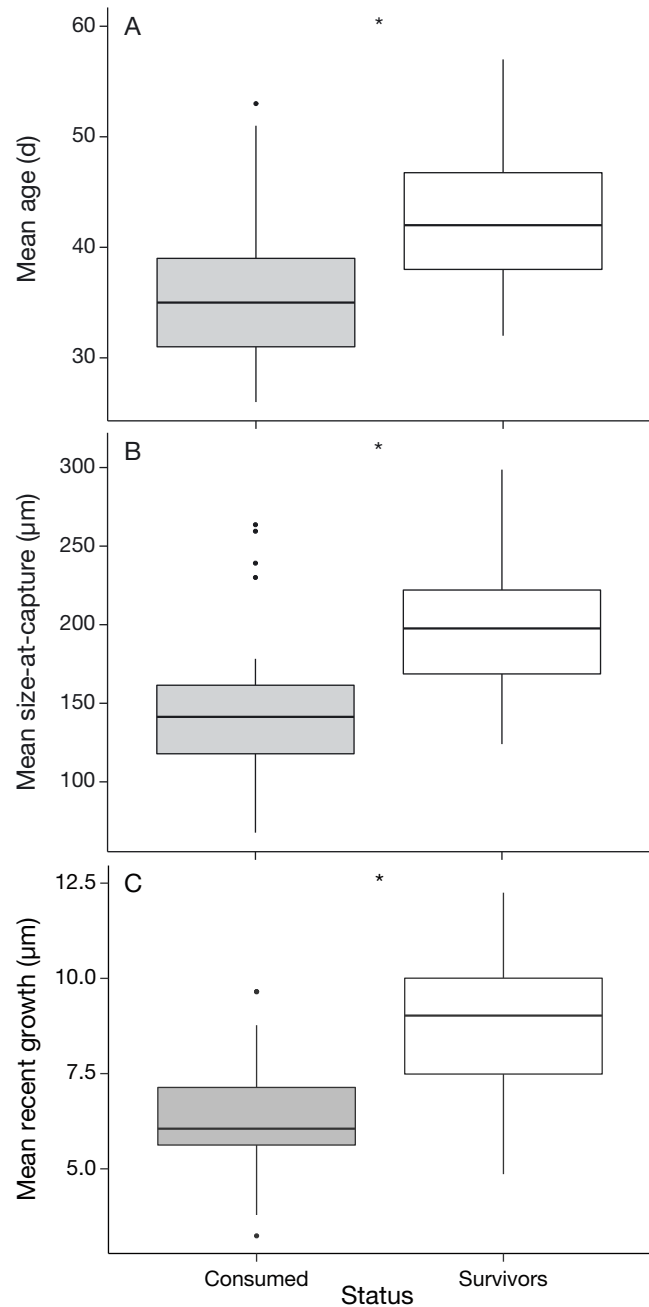 A
*
60
50
40
30
Mean age (d)
B
*
300
250
200
150
100
Mean size-at-capture (µm)
C
*
12.5
10.0
7.5
5.0
Mean recent growth (µm)
Consumed
Survivors
Status